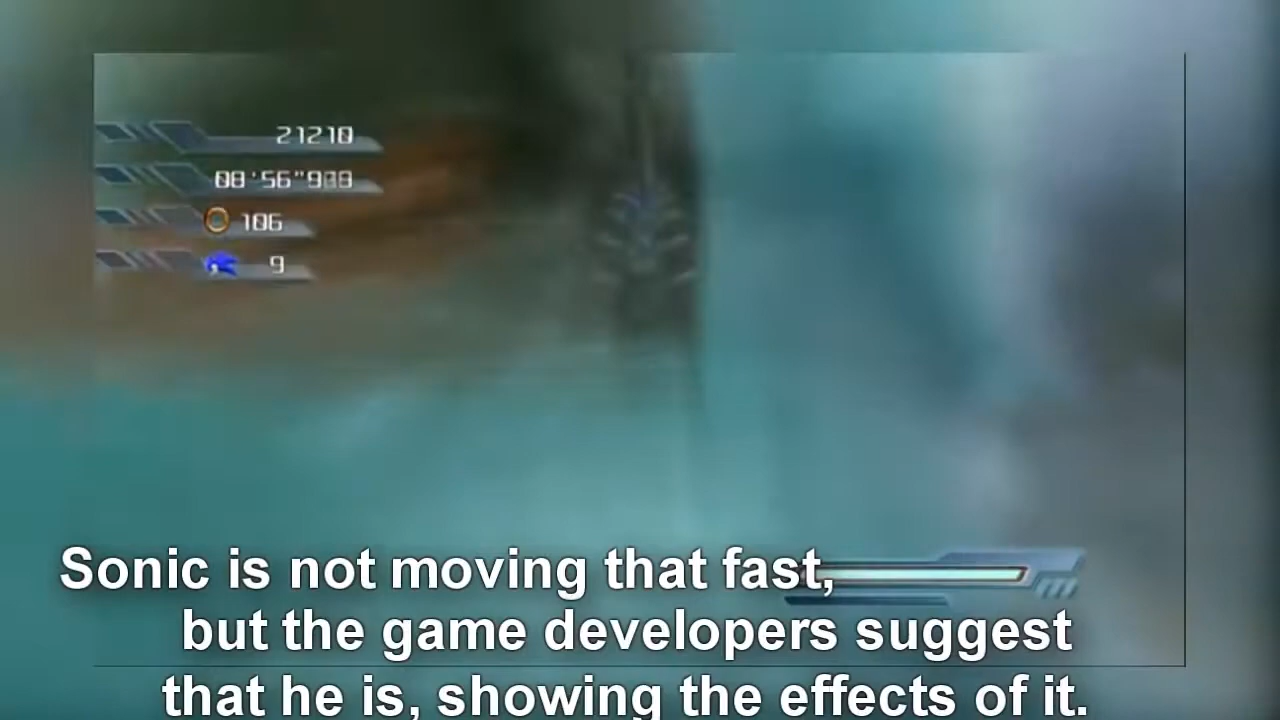 21210
08'56"
106
9
Sonic is not moving that fast,
but the game developers suggest
that he is, showing the effects of it.